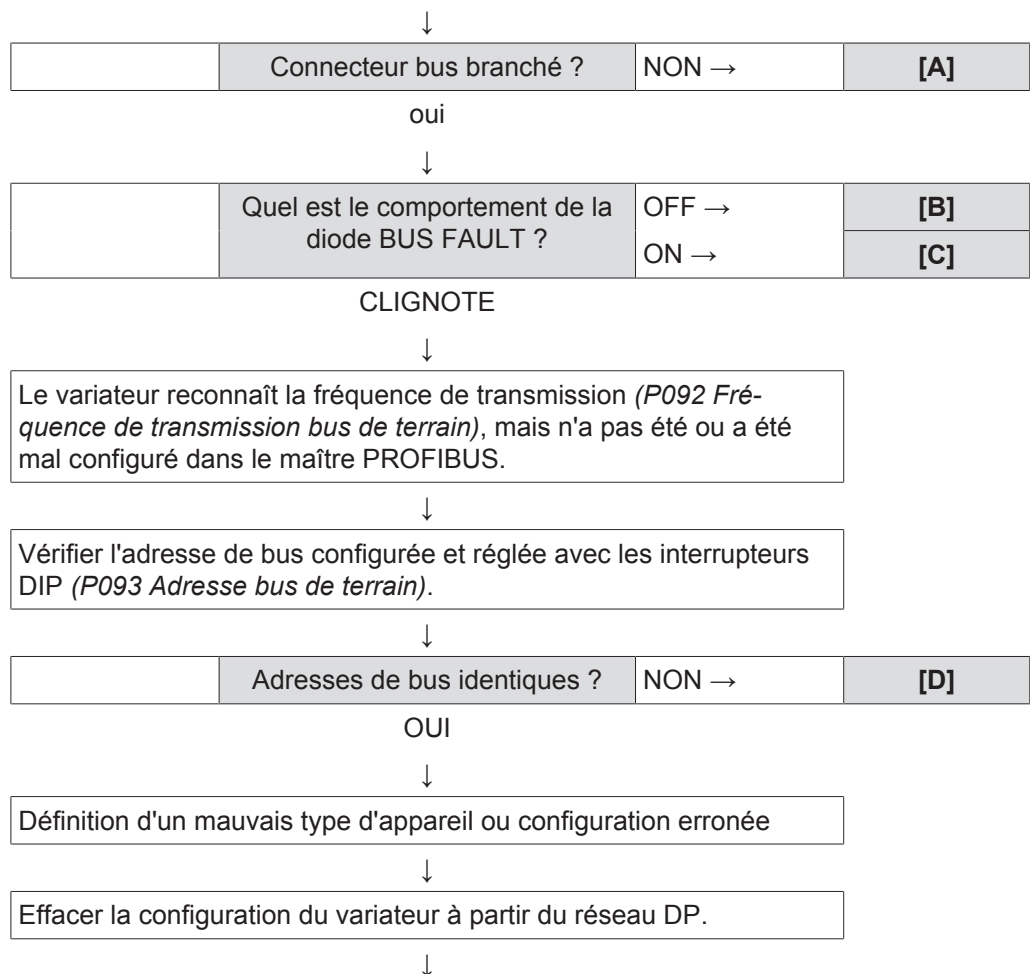 ↓
Connecteur bus branché ? NON → [A]
oui
↓
Quel est le comportement de la OFF → [B]
diode BUS FAULT ? ON → [C]
CLIGNOTE
↓
Le variateur reconnaît la fréquence de transmission (P092 Fré-
quence de transmission bus de terrain), mais n'a pas été ou a été
mal configuré dans le maître PROFIBUS.
↓
Vérifier l'adresse de bus configurée et réglée avec les interrupteurs
DIP (P093 Adresse bus de terrain).
↓
Adresses de bus identiques ? NON → [D]
OUI
↓
Définition d'un mauvais type d'appareil ou configuration erronée
↓
Effacer la configuration du variateur à partir du réseau DP.
↓